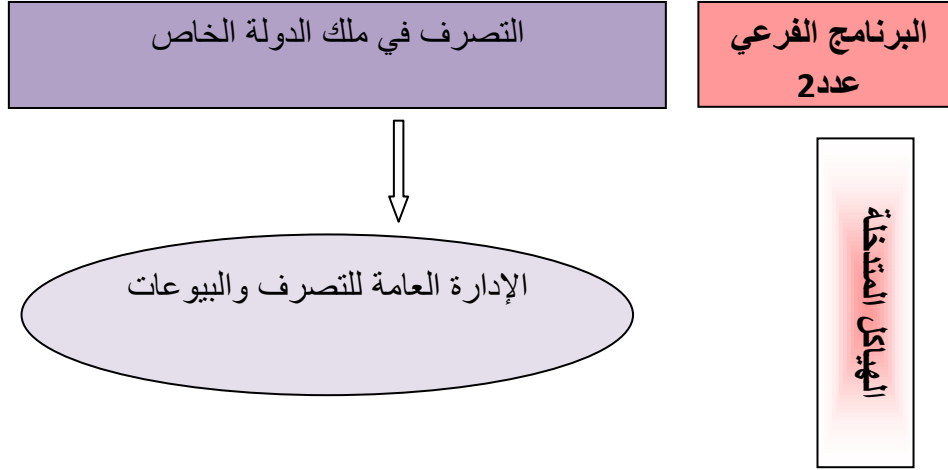 البرنامج الفرعي
عدد2
التصرف في ملك الدولة الخاص
الهياكل المتدخلة
الإدارة العامة للتصرف والبيوعات